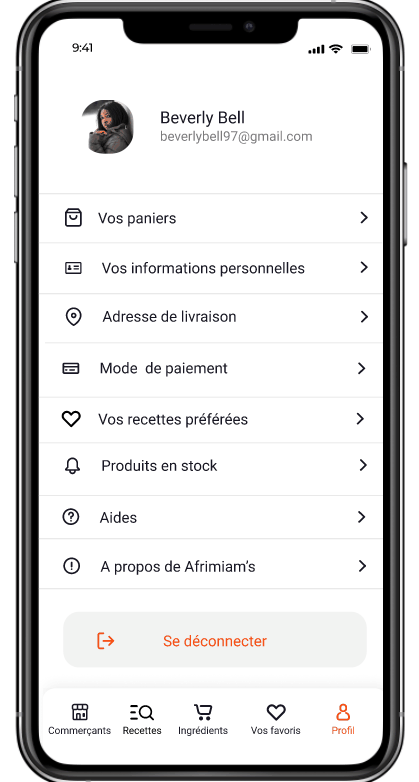 9:41
Beverly Bell
beverlybell97@gmail.com
Vos paniers
Vos informations personnelles
Adresse de livraison
Mode de paiement
Vos recettes préférées
Produits en stock
Aides
A propos de Afrimiam's
Se déconnecter
Commerçants Recettes Ingrédients Vos favoris Profil